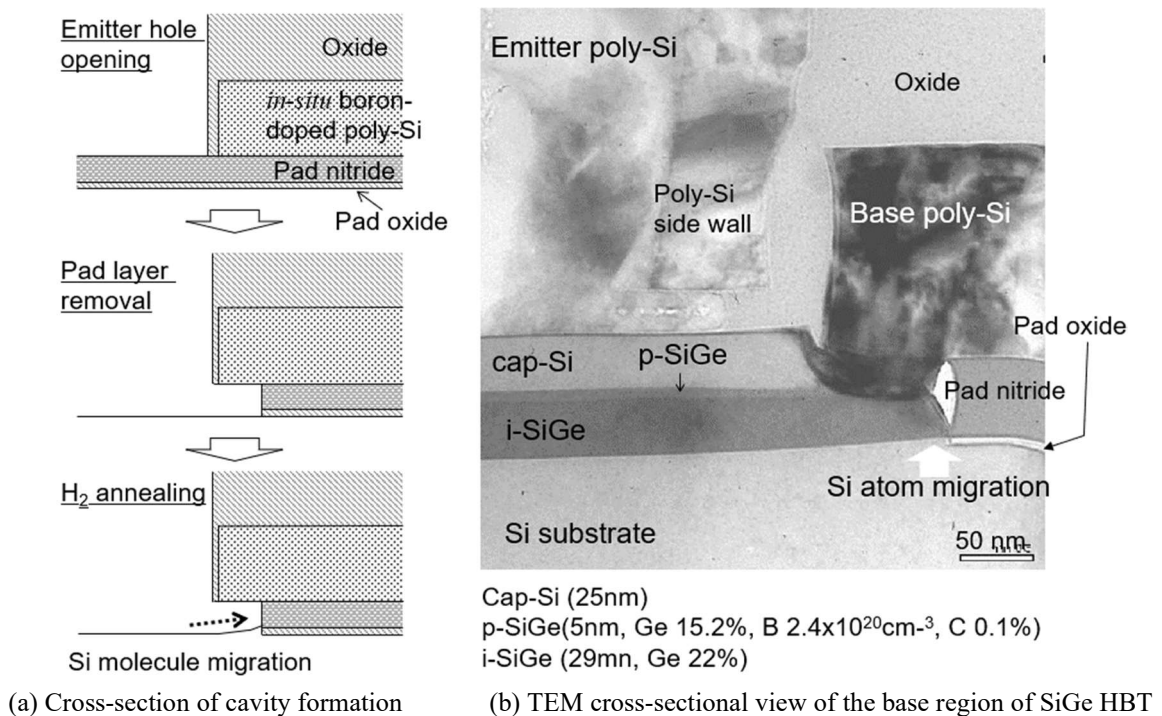 Emitter hole
opening
Oxide
in-situ boron-
doped poly-Si
Pad nitride
Pad oxide
Pad layer
removal
H2 annealing
Si molecule migration
(a) Cross-section of cavity formation
Emitter poly-Si
Oxide
Poly-Si
side wall
Base poly-Si
Pad oxide
cap-Si
p-SiGe
Pad nitride
i-SiGe
Si atom migration
Si substrate
50 nm
Cap-Si (25nm)
p-SiGe(5nm, Ge 15.2%, B 2.4x10²⁰cm-³, C 0.1%)
i-SiGe (29mn, Ge 22%)
(b) TEM cross-sectional view of the base region of SiGe HBT